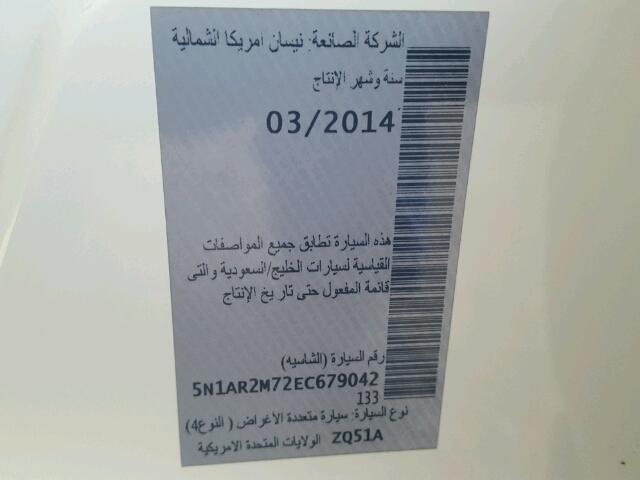 الشركة الصانعة: نيسان امريكا الشمالية
سنة وشهر الإنتاج
03/2014
هذه السيارة تطابق جميع المواصفات
القياسية لسيارات الخليج/السعودية والتى
قائمة المفعول حتى تاريخ الإنتاج
رقم السيارة (الشاسيه)
5N1AR2M72EC679042
133
نوع السيارة: سيارة متعددة الاغراض ( النوع4)
ZQ51A الولايات المتحدة الامريكية